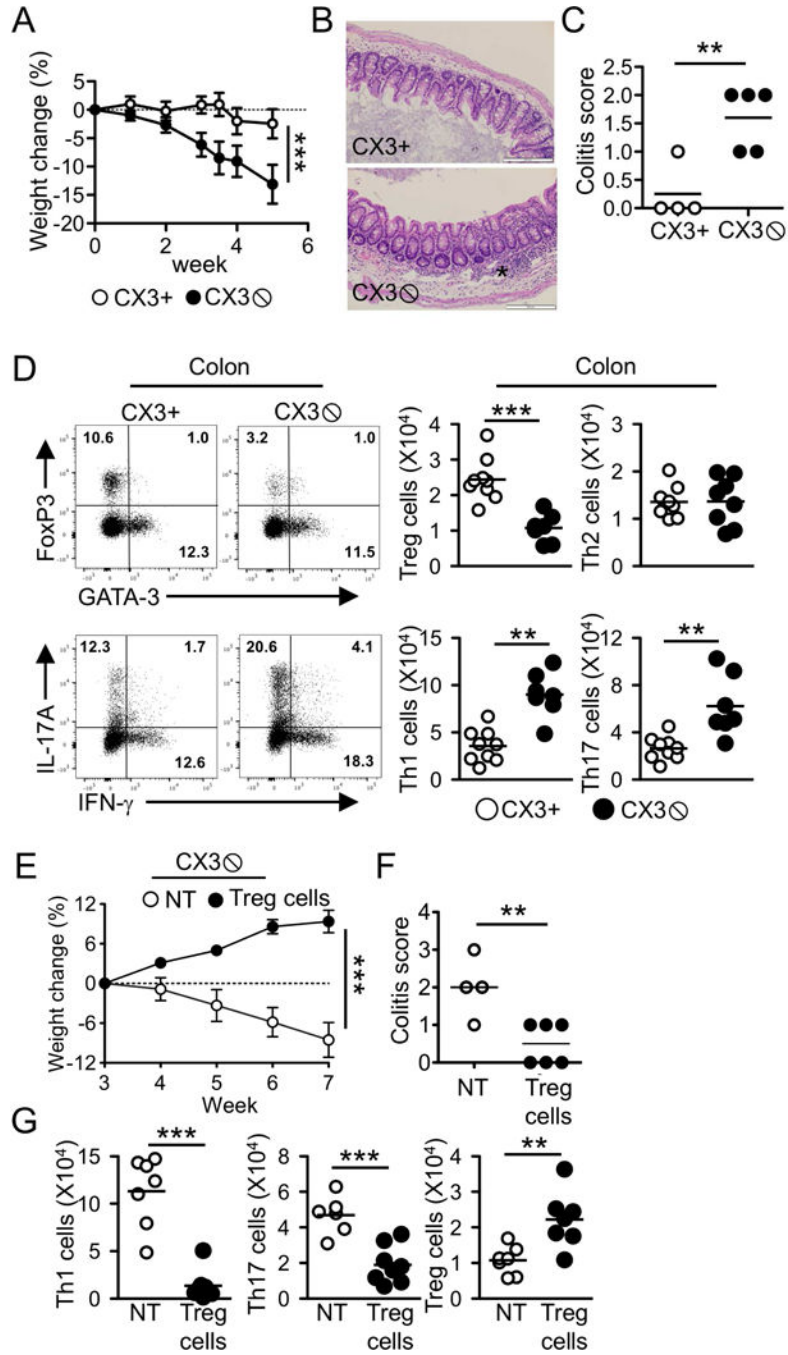 A
Weight change (%)
5
0
-5
-10
-15
-20
0 2 4 6
week
***
○ CX3+ ● CX3⦸
B
CX3+
CX3⦸
*
C
Colitis score
**
2.5
2.0
1.5
1.0
0.5
0.0
CX3+ CX3⦸
D
Colon
CX3+ CX3⦸
10.6 1.0 3.2 1.0
12.3 11.5
FoxP3
GATA-3
12.3 1.7 20.6 4.1
12.6 18.3
IL-17A
IFN-γ
Colon
Treg cells (X10⁴)
***
4
3
2
1
0
Th2 cells (X10⁴)
3
2
1
0
Th1 cells (X10⁴)
**
15
10
5
0
Th17 cells (X10⁴)
**
12
8
4
0
○ CX3+ ● CX3⦸
E
CX3⦸
○ NT ● Treg cells
Weight change (%)
12
6
0
-6
-12
3 4 5 6 7
Week
***
F
Colitis score
**
4
3
2
1
0
NT Treg
cells
G
Th1 cells (X10⁴)
***
15
10
5
0
NT Treg
cells
Th17 cells (X10⁴)
***
8
6
4
2
0
NT Treg
cells
Treg cells (X10⁴)
**
4
3
2
1
0
NT Treg
cells